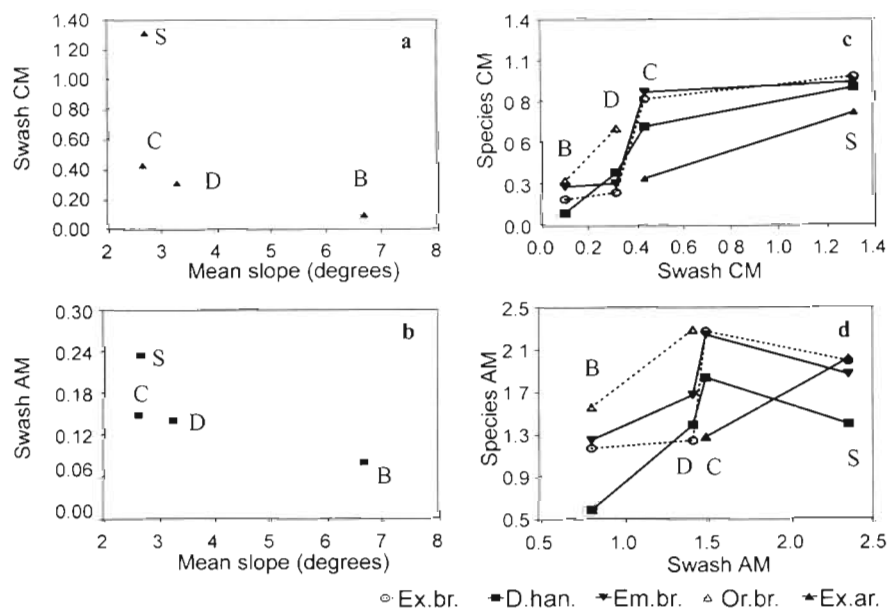 1.40
1.20
1.00
0.80
0.60
0.40
0.20
0.00
Swash CM
S
C
D
B
a
2 3 4 5 6 7 8
Mean slope (degrees)
1.4
1.1
0.9
0.6
0.3
0.0
Species CM
B
D
C
S
c
0.0 0.2 0.4 0.6 0 8 1.0 1.2 1.4
Swash CM
0.30
0.24
0.18
0.12
0.06
0.00
Swash AM
S
C
D
B
b
2 3 4 5 6 7 8
Mean slope (degrees)
2.5
2.1
1.7
1.3
0.9
0.5
Species AM
B
D C
S
d
0.5 1.0 1.5 2.0 2.5
Swash AM
Ex.br. D.han. Em.br. Or.br. Ex.ar.